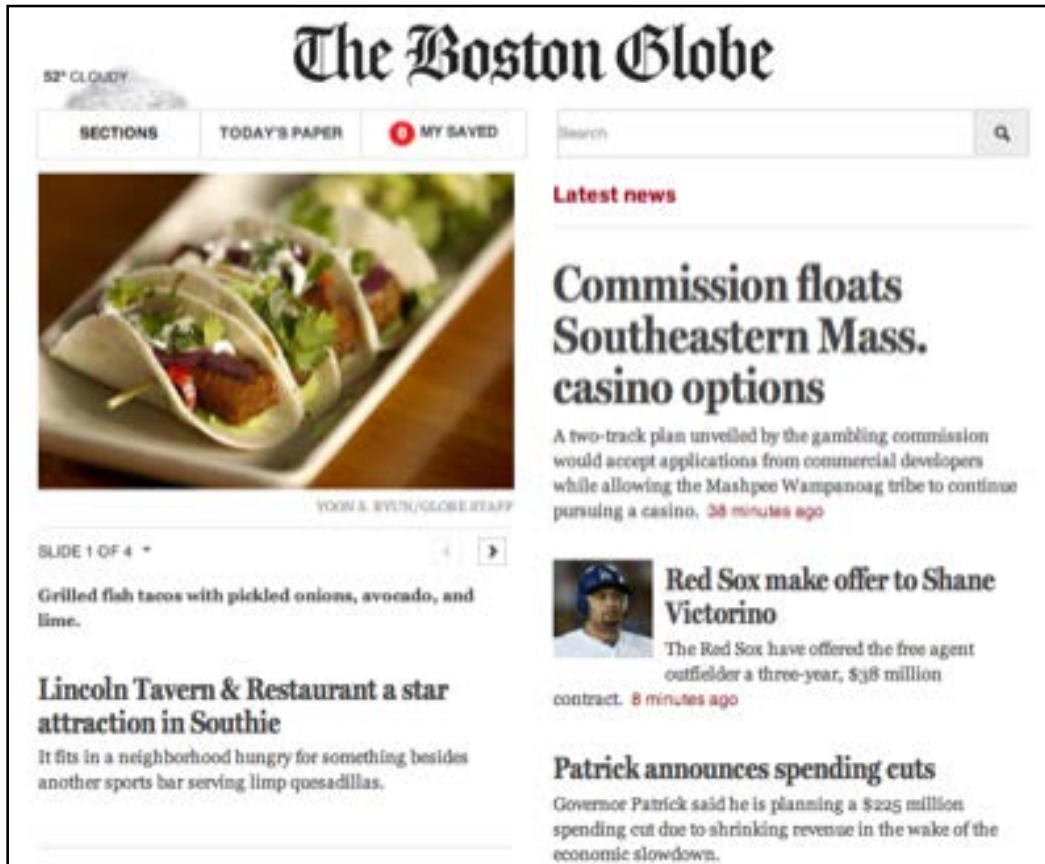 The Boston Globe
52° CLOUDY
SECTIONS
TODAY'S PAPER
0 MY SAVED
Search
YOON S. BYUN/GLOBE STAFF
SLIDE 1 OF 4
Grilled fish tacos with pickled onions, avocado, and
lime.
Lincoln Tavern & Restaurant a star
attraction in Southie
It fits in a neighborhood hungry for something besides
another sports bar serving limp quesadillas.
Latest news
Commission floats
Southeastern Mass.
casino options
A two-track plan unveiled by the gambling commission
would accept applications from commercial developers
while allowing the Mashpee Wampanoag tribe to continue
pursuing a casino. 38 minutes ago
Red Sox make offer to Shane
Victorino
The Red Sox have offered the free agent
outfielder a three-year, $38 million
contract. 8 minutes ago
Patrick announces spending cuts
Governor Patrick said he is planning a $225 million
spending cut due to shrinking revenue in the wake of the
economic slowdown.